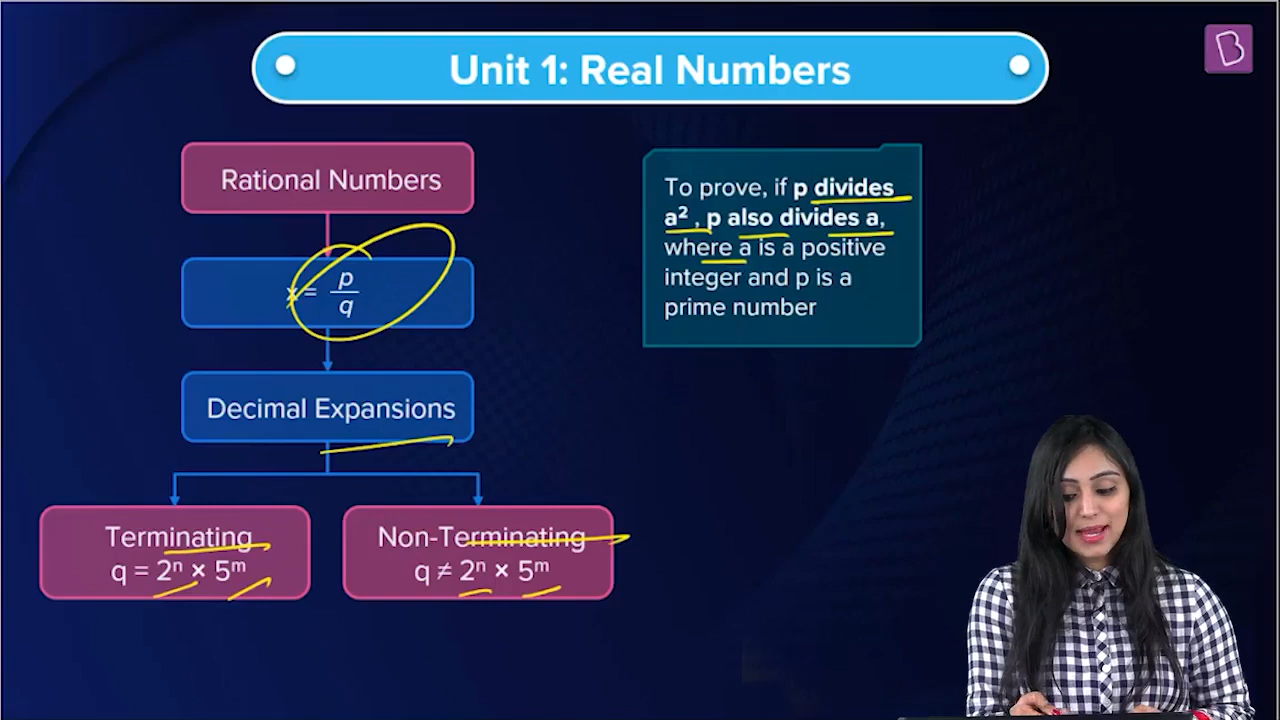 Unit 1: Real Numbers
B
Rational Numbers
x = p/q
Decimal Expansions
Terminating
q = 2ⁿ × 5ᵐ
Non-Terminating
q ≠ 2ⁿ × 5ᵐ
To prove, if p divides
a² , p also divides a,
where a is a positive
integer and p is a
prime number